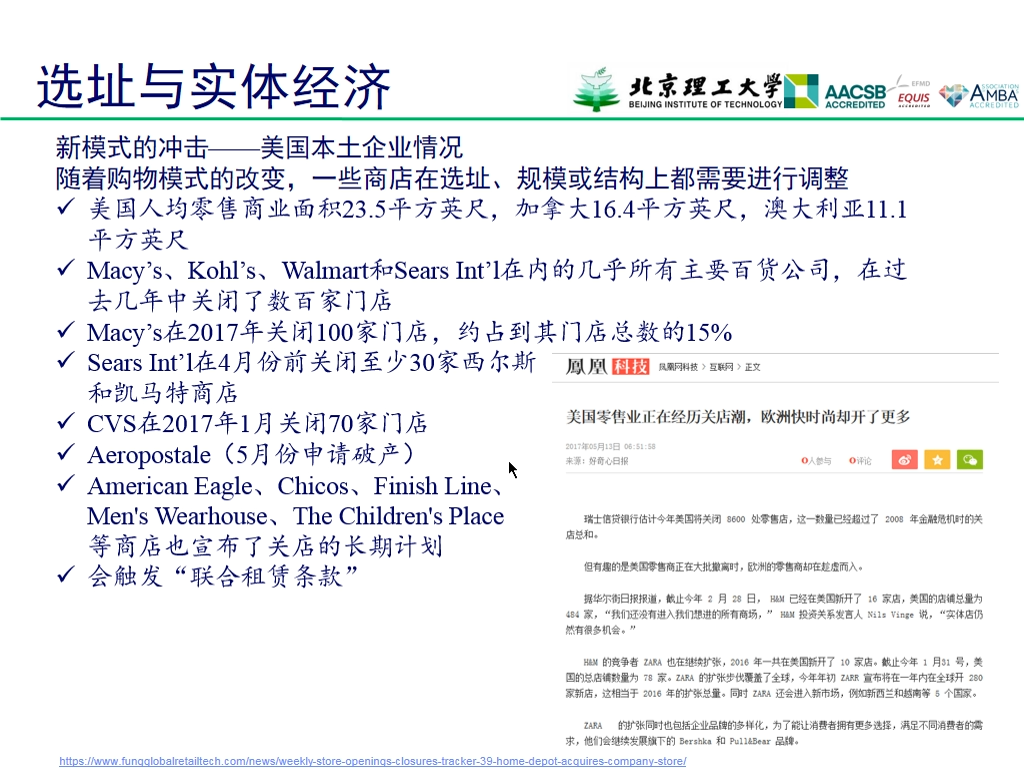 选址与实体经济
北京理工大学
BEIJING INSTITUTE OF TECHNOLOGY
AACSB
ACCREDITED
EFMD
EQUIS
ACCREDITED
ASSOCIATION
AMBA
ACCREDITED
新模式的冲击——美国本土企业情况
随着购物模式的改变，一些商店在选址、规模或结构上都需要进行调整
✓ 美国人均零售商业面积23.5平方英尺，加拿大16.4平方英尺，澳大利亚11.1
平方英尺
✓ Macy’s、Kohl’s、Walmart和Sears Int’l在内的几乎所有主要百货公司，在过
去几年中关闭了数百家门店
✓ Macy’s在2017年关闭100家门店，约占到其门店总数的15%
✓ Sears Int’l在4月份前关闭至少30家西尔斯
和凯马特商店
✓ CVS在2017年1月关闭70家门店
✓ Aeropostale（5月份申请破产）
✓ American Eagle、Chicos、Finish Line、
Men's Wearhouse、The Children's Place
等商店也宣布了关店的长期计划
✓ 会触发“联合租赁条款”
鳳凰科技 凤凰网科技 > 互联网 > 正文
美国零售业正在经历关店潮，欧洲快时尚却开了更多
2017年05月13日 06:51:58
来源：好奇心日报 0人参与 0评论
瑞士信贷银行估计今年美国将关闭 8600 处零售店，这一数量已经超过了 2008 年金融危机时的关
店总和。
但有趣的是美国零售商正在大批撤离时，欧洲的零售商却在趁虚而入。
据华尔街日报报道，截止今年 2 月 28 日， H&M 已经在美国新开了 16 家店，美国的店铺总量为
484 家，“我们还没有进入我们想进的所有商场，” H&M 投资关系发言人 Nils Vinge 说，“实体店仍
然有很多机会。”
H&M 的竞争者 ZARA 也在继续扩张，2016 年一共在美国新开了 10 家店。截止今年 1 月31 号，美
国的总店铺数量为 78 家。ZARA 的扩张步伐覆盖了全球，今年年初 ZARR 宣布将在一年内在全球开 280
家新店，这相当于 2016 年的扩张总量。同时 ZARA 还会进入新市场，例如新西兰和越南等 5 个国家。
ZARA 的扩张同时也包括企业品牌的多样化，为了能让消费者拥有更多选择，满足不同消费者的需
求，他们会继续发展旗下的 Bershka 和 Pull&Bear 品牌。
https://www.fungglobalretailtech.com/news/weekly-store-openings-closures-tracker-39-home-depot-acquires-company-store/